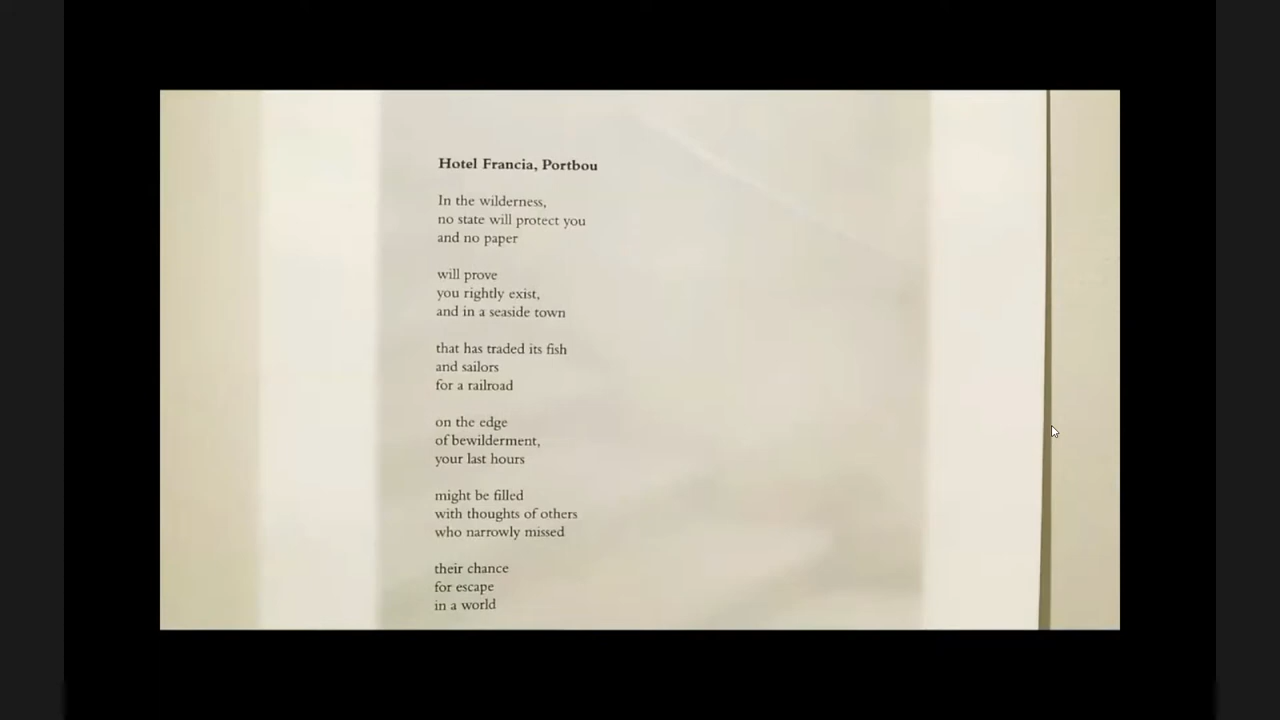 Hotel Francia, Portbou
In the wilderness,
no state will protect you
and no paper
will prove
you rightly exist,
and in a seaside town
that has traded its fish
and sailors
for a railroad
on the edge
of bewilderment,
your last hours
might be filled
with thoughts of others
who narrowly missed
their chance
for escape
in a world